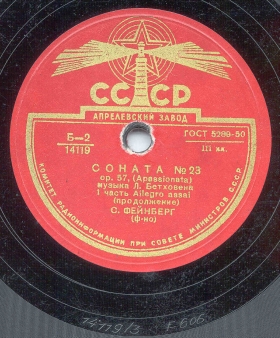 СССР
АПРЕЛЕВСКИЙ ЗАВОД
Б—2
14119
ГОСТ 5289-50
III кл.
СОНАТА №23
ор. 57, (Apassionata)
музыка Л. Бетховена
I часть Allegro assai
(продолжение)
С. ФЕЙНБЕРГ
(ф-но)
КОМИТЕТ РАДИОИНФОРМАЦИИ ПРИ СОВЕТЕ МИНИСТРОВ СССР
14119/3